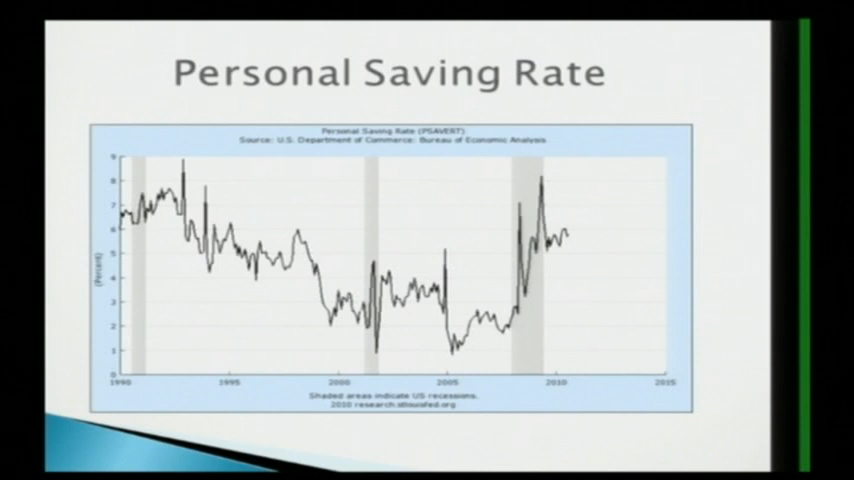 Personal Saving Rate
Personal Saving Rate (PSAVERT)
Source: U.S. Department of Commerce: Bureau of Economic Analysis
9
8
7
6
5
4
3
2
1
0
(Percent)
1990 1995 2000 2005 2010 2015
Shaded areas indicate US recessions.
2010 research.stlouisfed.org